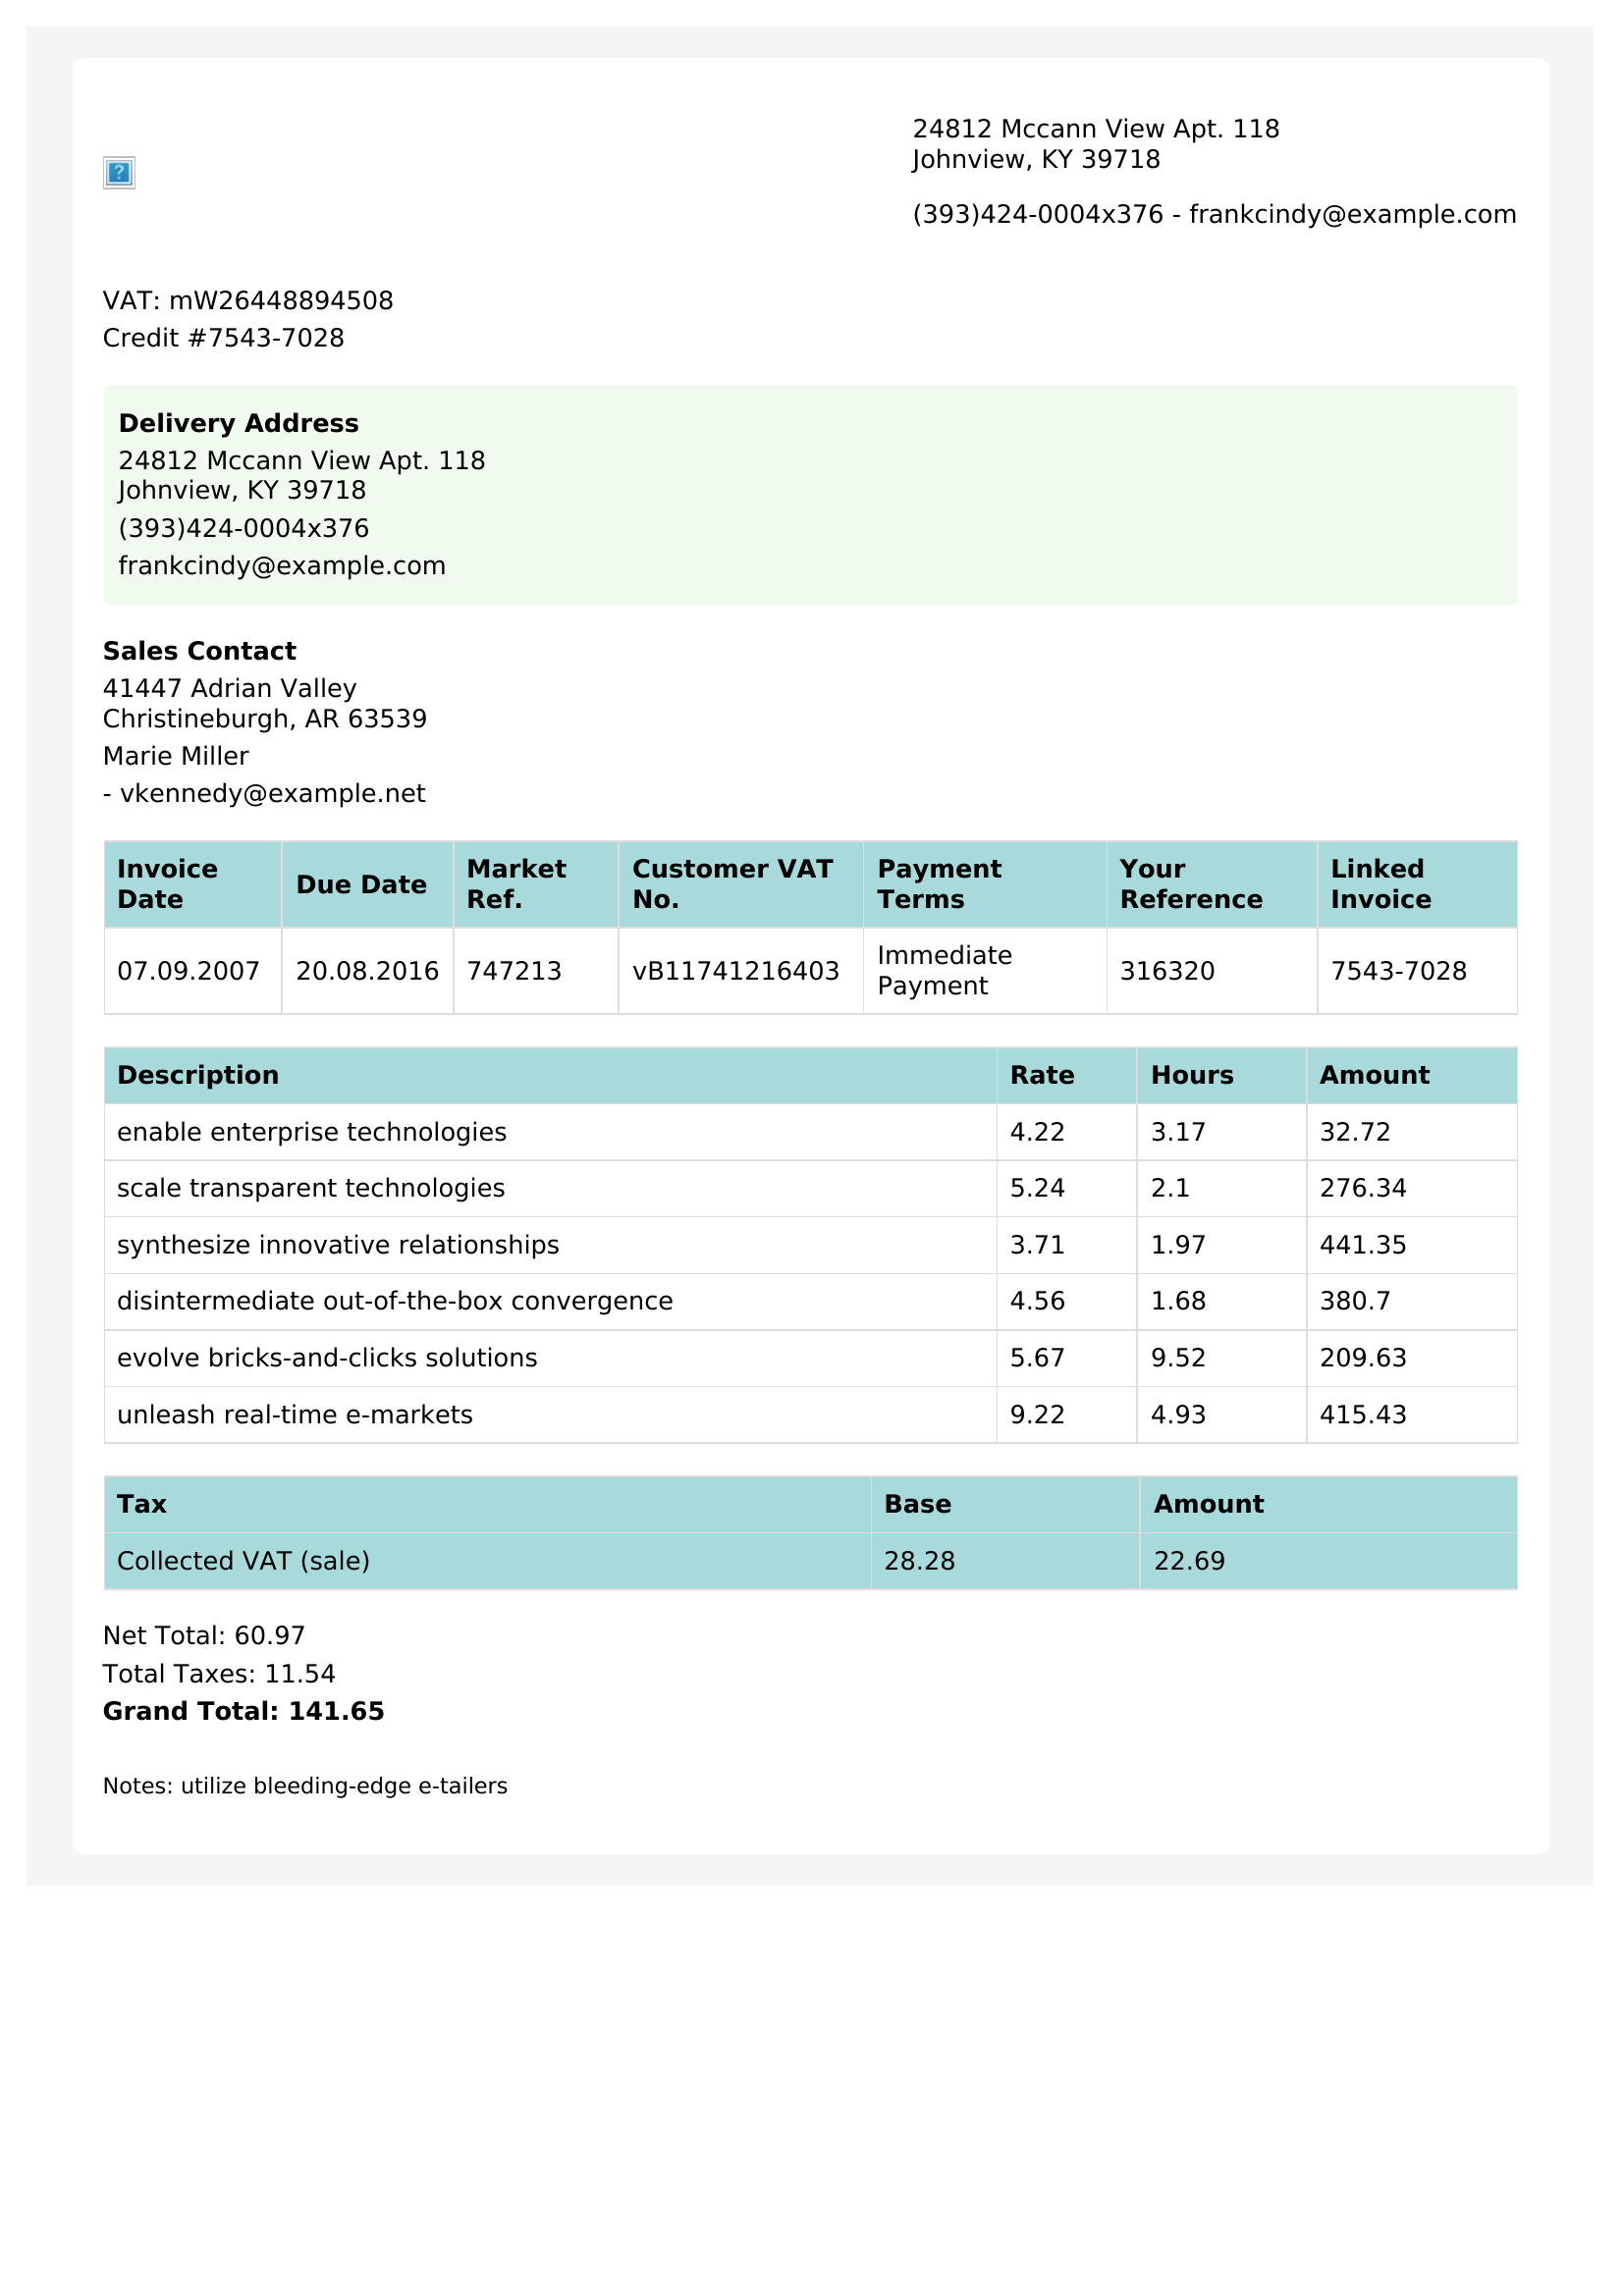 24812 Mccann View Apt. 118
Johnview, KY 39718
(393)424-0004x376 - frankcindy@example.com
VAT: mW26448894508
Credit #7543-7028
Delivery Address
24812 Mccann View Apt. 118
Johnview, KY 39718
(393)424-0004x376
frankcindy@example.com
Sales Contact
41447 Adrian Valley
Christineburgh, AR 63539
Marie Miller
- vkennedy@example.net
Invoice Date Due Date Market Ref. Customer VAT No. Payment Terms Your Reference Linked Invoice
07.09.2007 20.08.2016 747213 vB11741216403 Immediate Payment 316320 7543-7028
Description Rate Hours Amount
enable enterprise technologies 4.22 3.17 32.72
scale transparent technologies 5.24 2.1 276.34
synthesize innovative relationships 3.71 1.97 441.35
disintermediate out-of-the-box convergence 4.56 1.68 380.7
evolve bricks-and-clicks solutions 5.67 9.52 209.63
unleash real-time e-markets 9.22 4.93 415.43
Tax Base Amount
Collected VAT (sale) 28.28 22.69
Net Total: 60.97
Total Taxes: 11.54
Grand Total: 141.65
Notes: utilize bleeding-edge e-tailers